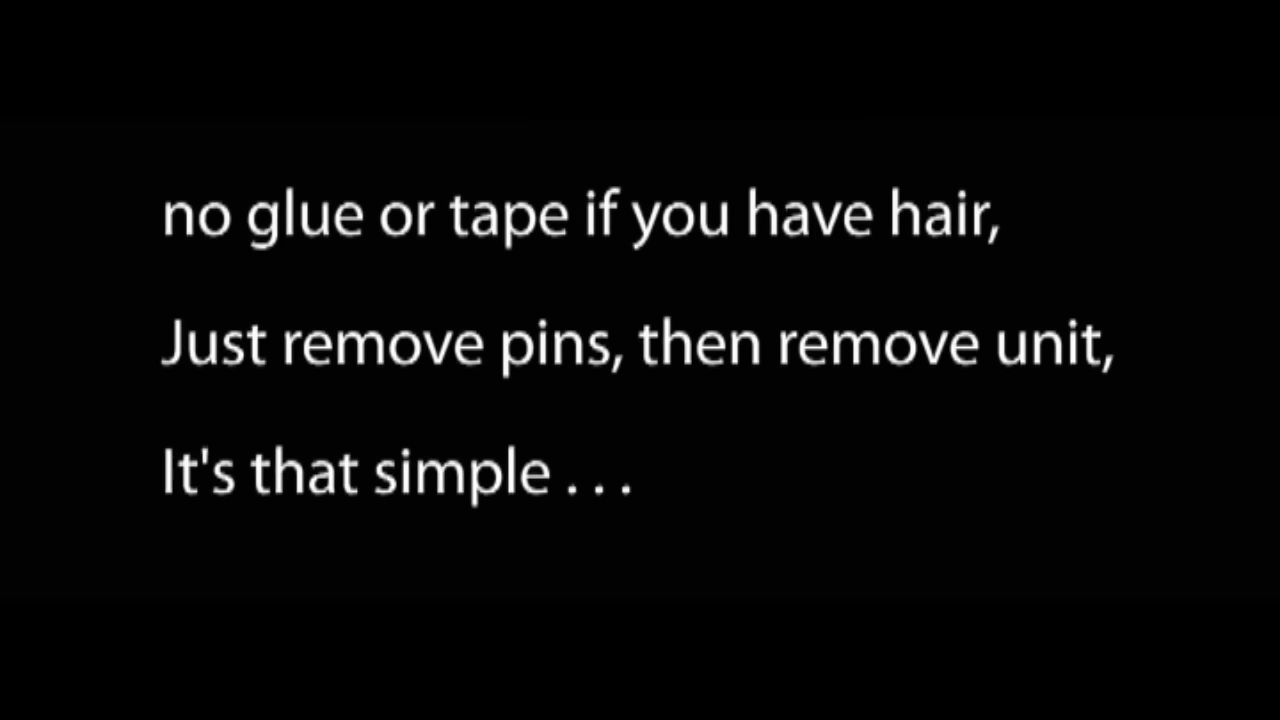 no glue or tape if you have hair,
Just remove pins, then remove unit,
It's that simple . . .